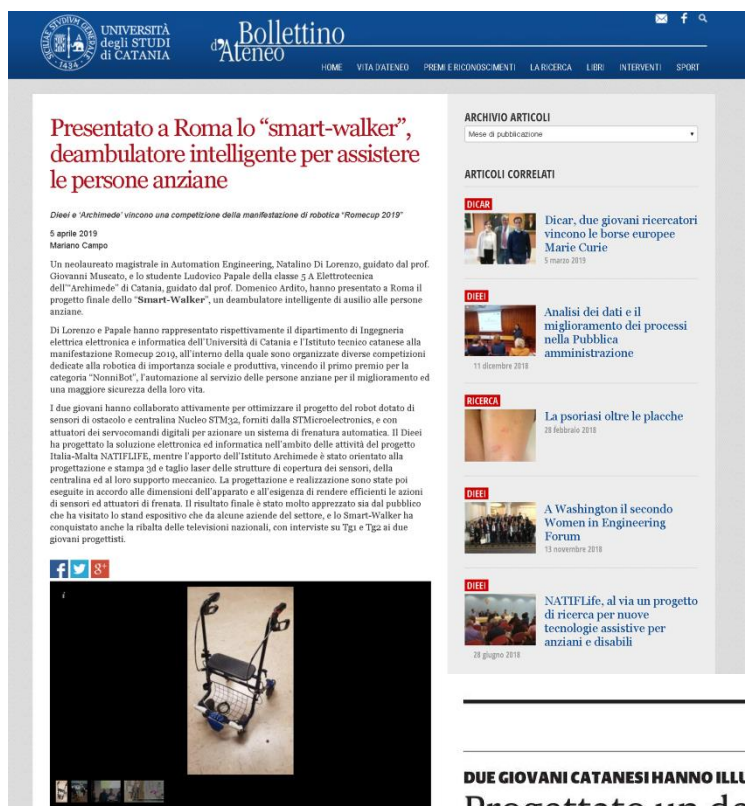 UNIVERSITÀ
degli STUDI
di CATANIA
Bollettino
d'Ateneo
HOME VITA D'ATENEO PREMI E RICONOSCIMENTI LA RICERCA LIBRI INTERVENTI SPORT
Presentato a Roma lo “smart-walker”,
deambulatore intelligente per assistere
le persone anziane
Dieei e 'Archimede' vincono una competizione della manifestazione di robotica “Romecup 2019”
5 aprile 2019
Mariano Campo
Un neolaureato magistrale in Automation Engineering, Natalino Di Lorenzo, guidato dal prof.
Giovanni Muscato, e lo studente Ludovico Papale della classe 5 A Elettrotecnica
dell'“Archimede” di Catania, guidato dal prof. Domenico Ardito, hanno presentato a Roma il
progetto finale dello “Smart-Walker”, un deambulatore intelligente di ausilio alle persone
anziane.
Di Lorenzo e Papale hanno rappresentato rispettivamente il dipartimento di Ingegneria
elettrica elettronica e informatica dell'Università di Catania e l'Istituto tecnico catanese alla
manifestazione Romecup 2019, all'interno della quale sono organizzate diverse competizioni
dedicate alla robotica di importanza sociale e produttiva, vincendo il primo premio per la
categoria “NonniBot”, l'automazione al servizio delle persone anziane per il miglioramento ed
una maggiore sicurezza della loro vita.
I due giovani hanno collaborato attivamente per ottimizzare il progetto del robot dotato di
sensori di ostacolo e centralina Nucleo STM32, forniti dalla STMicroelectronics, e con
attuatori dei servocomandi digitali per azionare un sistema di frenatura automatica. Il Dieei
ha progettato la soluzione elettronica ed informatica nell'ambito delle attività del progetto
Italia-Malta NATIFLIFE, mentre l'apporto dell'Istituto Archimede è stato orientato alla
progettazione e stampa 3d e taglio laser delle strutture di copertura dei sensori, della
centralina ed al loro supporto meccanico. La progettazione e realizzazione sono state poi
eseguite in accordo alle dimensioni dell'apparato e all'esigenza di rendere efficienti le azioni
di sensori ed attuatori di frenata. Il risultato finale è stato molto apprezzato sia dal pubblico
che ha visitato lo stand espositivo che da alcune aziende del settore, e lo Smart-Walker ha
conquistato anche la ribalta delle televisioni nazionali, con interviste su Tg1 e Tg2 ai due
giovani progettisti.
ARCHIVIO ARTICOLI
Mese di pubblicazione
ARTICOLI CORRELATI
DICAR
Dicar, due giovani ricercatori
vincono le borse europee
Marie Curie
5 marzo 2019
DIEEI
Analisi dei dati e il
miglioramento dei processi
nella Pubblica
amministrazione
11 dicembre 2018
RICERCA
La psoriasi oltre le placche
28 febbraio 2018
DIEEI
A Washington il secondo
Women in Engineering
Forum
13 novembre 2018
DIEEI
NATIFLife, al via un progetto
di ricerca per nuove
tecnologie assistive per
anziani e disabili
28 giugno 2018
DUE GIOVANI CATANESI HANNO ILLU